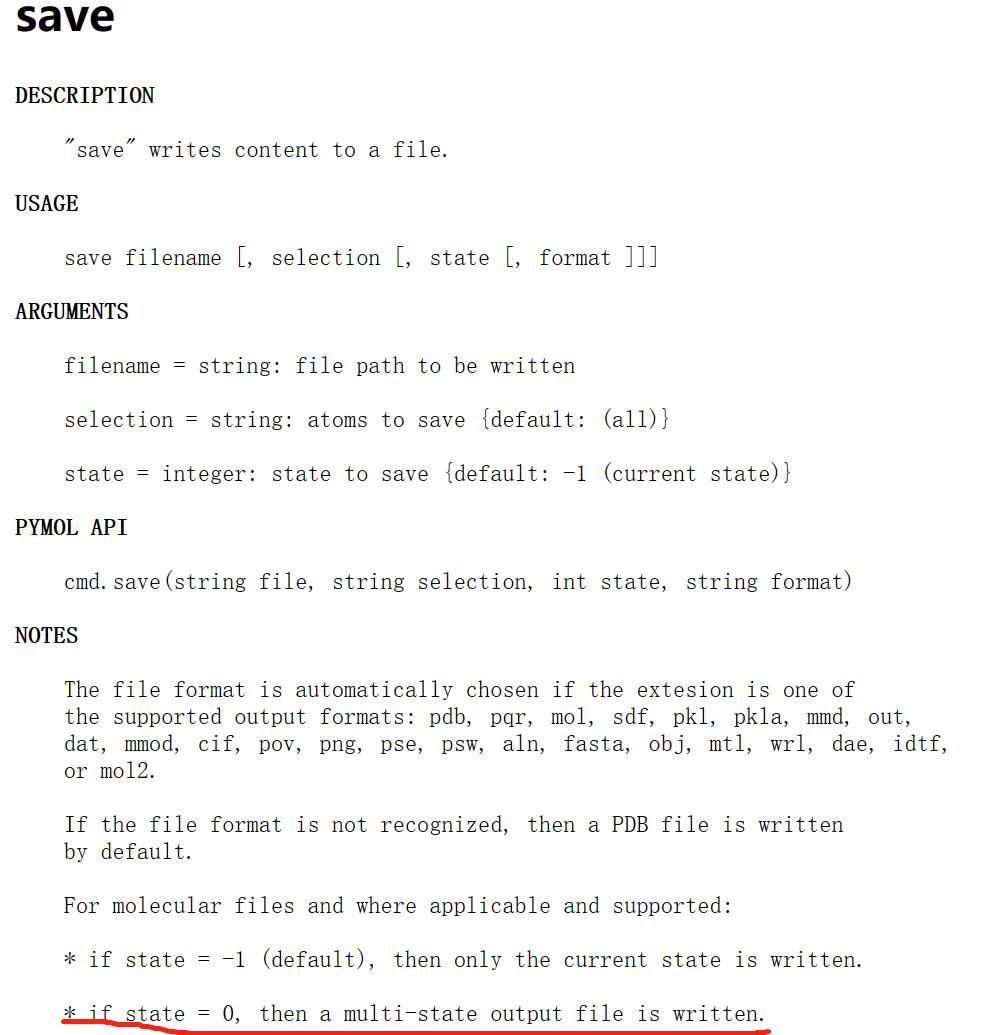 save
DESCRIPTION
"save" writes content to a file.
USAGE
save filename [, selection [, state [, format ]]]
ARGUMENTS
filename = string: file path to be written
selection = string: atoms to save {default: (all)}
state = integer: state to save {default: -1 (current state)}
PYMOL API
cmd.save(string file, string selection, int state, string format)
NOTES
The file format is automatically chosen if the extesion is one of
the supported output formats: pdb, pqr, mol, sdf, pkl, pkla, mmd, out,
dat, mmod, cif, pov, png, pse, psw, aln, fasta, obj, mtl, wrl, dae, idtf,
or mol2.
If the file format is not recognized, then a PDB file is written
by default.
For molecular files and where applicable and supported:
* if state = -1 (default), then only the current state is written.
* if state = 0, then a multi-state output file is written.